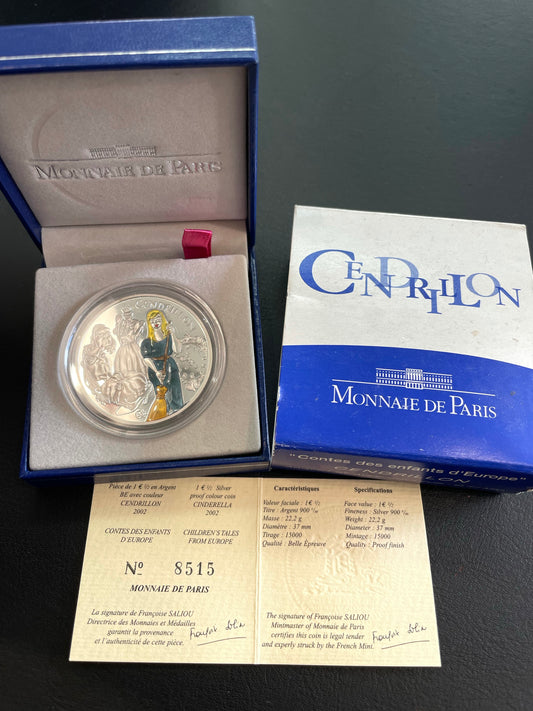 MONNAIE DE PARIS
CENDRILLON
CENDRILLON
MONNAIE DE PARIS
"Contes des enfants d'Europe"
CENDRILLON
Pièce de 1 € ½ en Argent
BE avec couleur
CENDRILLON
2002
CONTES DES ENFANTS
D'EUROPE
1 € ½ Silver
proof colour coin
CINDERELLA
2002
CHILDREN'S TALES
FROM EUROPE
Nº 8515
MONNAIE DE PARIS
La signature de Françoise SALIOU
Directrice des Monnaies et Médailles
garantit la provenance
et l'authenticité de cette pièce.
Caractéristiques
Valeur faciale : 1€ ½
Titre : Argent 900 ‰
Masse : 22,2 g
Diamètre : 37 mm
Tirage : 15000
Qualité : Belle Épreuve
Specifications
Face value : 1€ ½
Fineness : Silver 900 ‰
Weight : 22,2 g
Diameter : 37 mm
Mintage : 15000
Quality : Proof finish
The signature of Françoise SALIOU
Mintmaster of Monnaie de Paris
certifies this coin is legal tender
and experly struck by the French Mint.